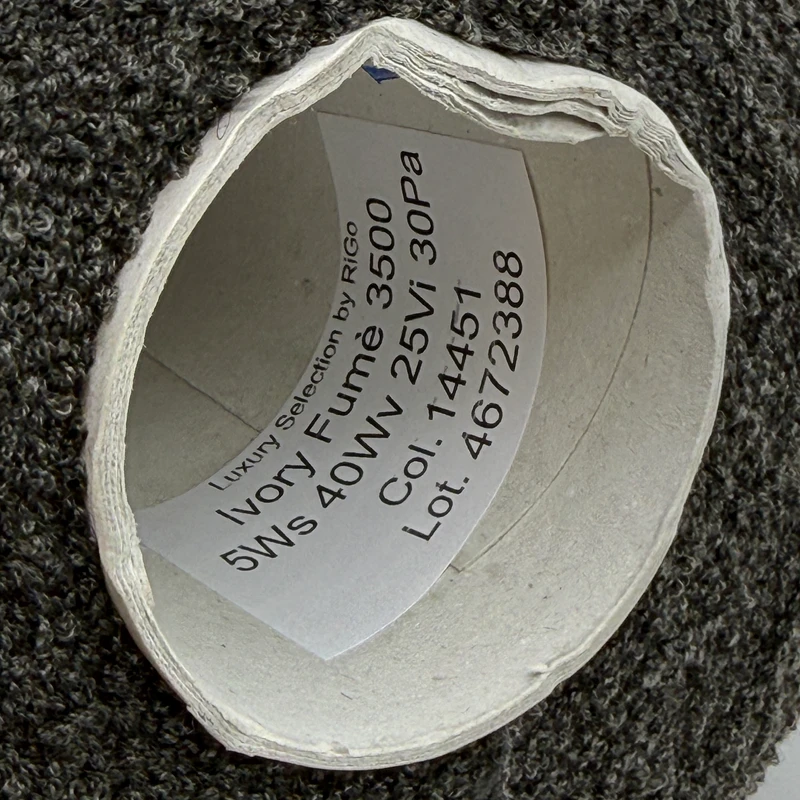 Luxury Selection by RiGo
Ivory Fumè 3500
5Ws 40Wv 25Vi 30Pa
Col. 14451
Lot. 4672388